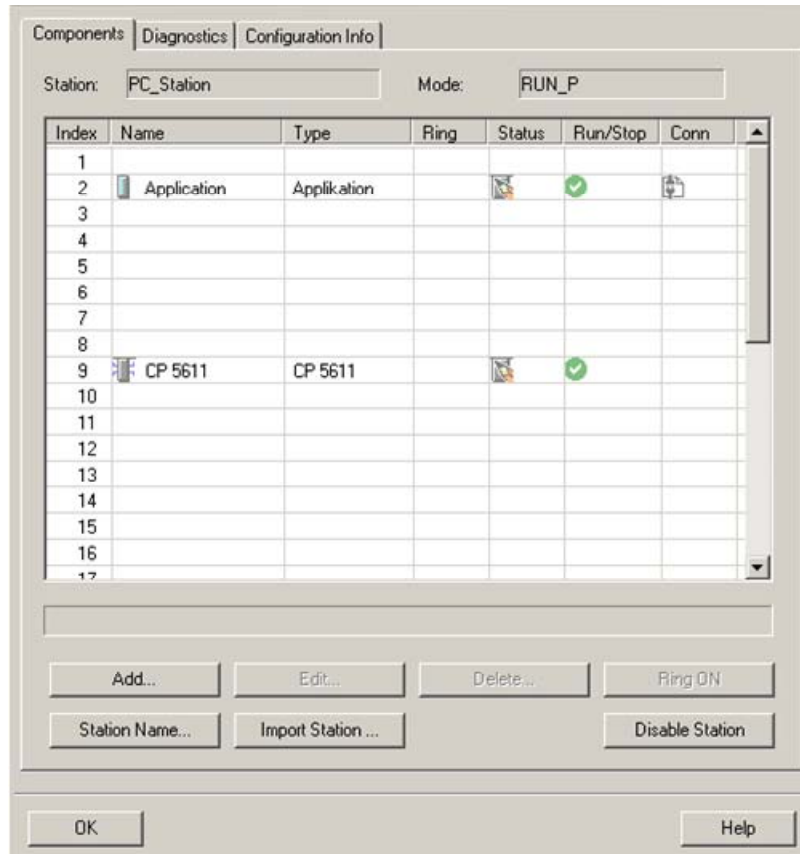 Components Diagnostics Configuration Info
Station: PC_Station Mode: RUN_P
Index Name Type Ring Status Run/Stop Conn
1
2 Application Applikation
3
4
5
6
7
8
9 CP 5611 CP 5611
10
11
12
13
14
15
16
17
Add... Edit... Delete... Ring ON
Station Name... Import Station ... Disable Station
OK Help